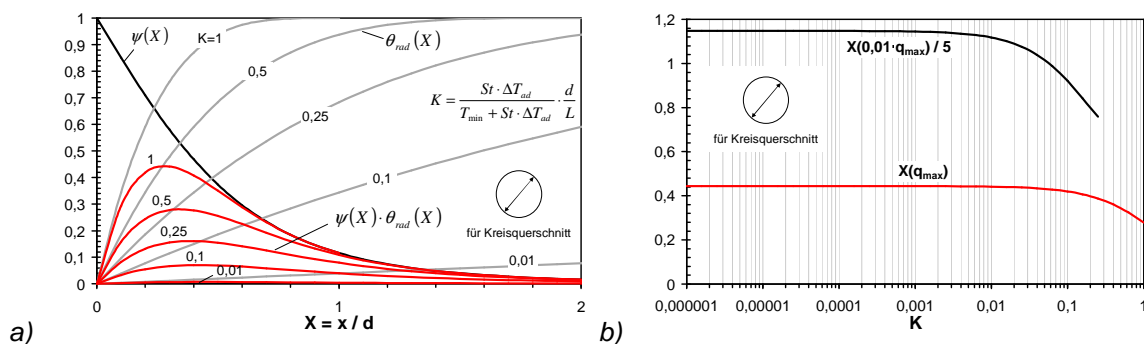 1
0,9
0,8
0,7
0,6
0,5
0,4
0,3
0,2
0,1
0
ψ(X)
K=1
0,5
θrad(X)
0,25
K = St · ΔTad / Tmin + St · ΔTad · d / L
0,1
1
0,5
0,25
0,1
0,01
ψ(X)·θrad(X)
für Kreisquerschnitt
0,01
0
1
2
X = x / d
a)
1,2
1
0,8
0,6
0,4
0,2
0
X(0,01·qmax) / 5
für Kreisquerschnitt
X(qmax)
0,000001
0,00001
0,0001
0,001
0,01
0,1
1
K
b)